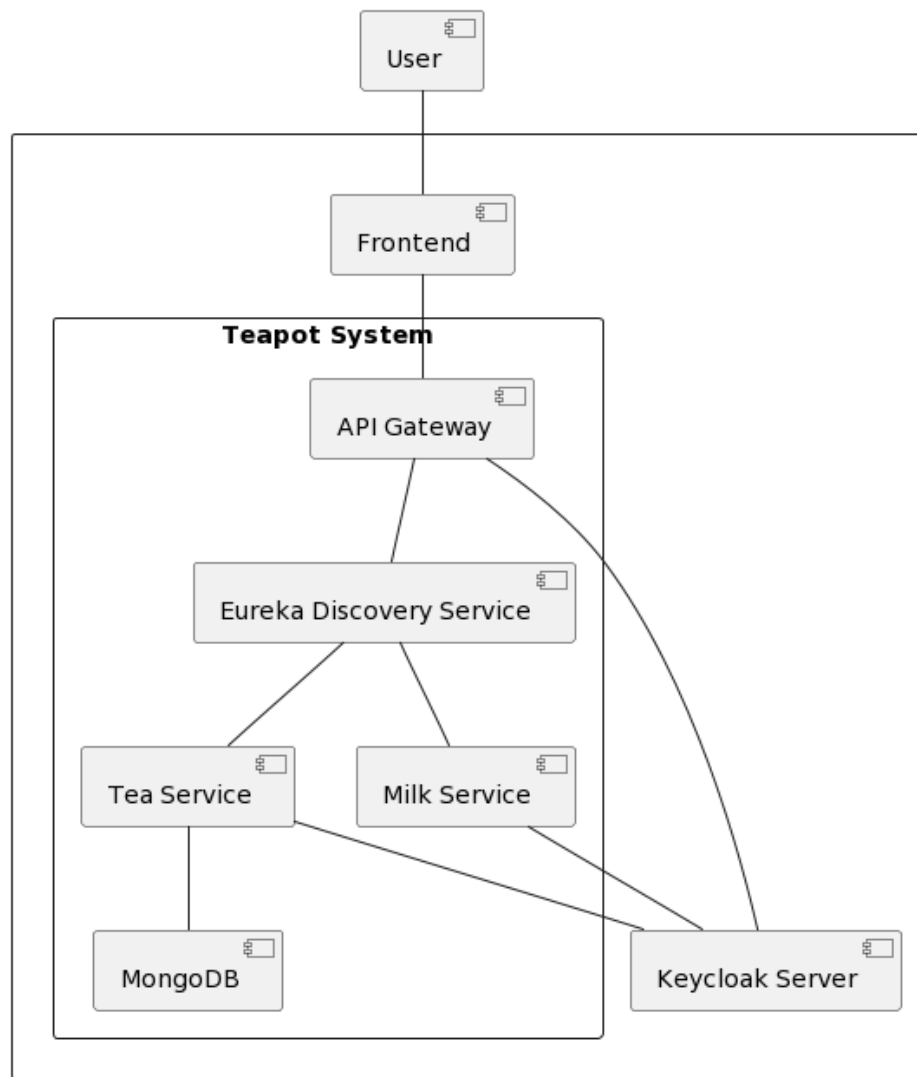 User
Frontend
Teapot System
API Gateway
Eureka Discovery Service
Tea Service
Milk Service
MongoDB
Keycloak Server